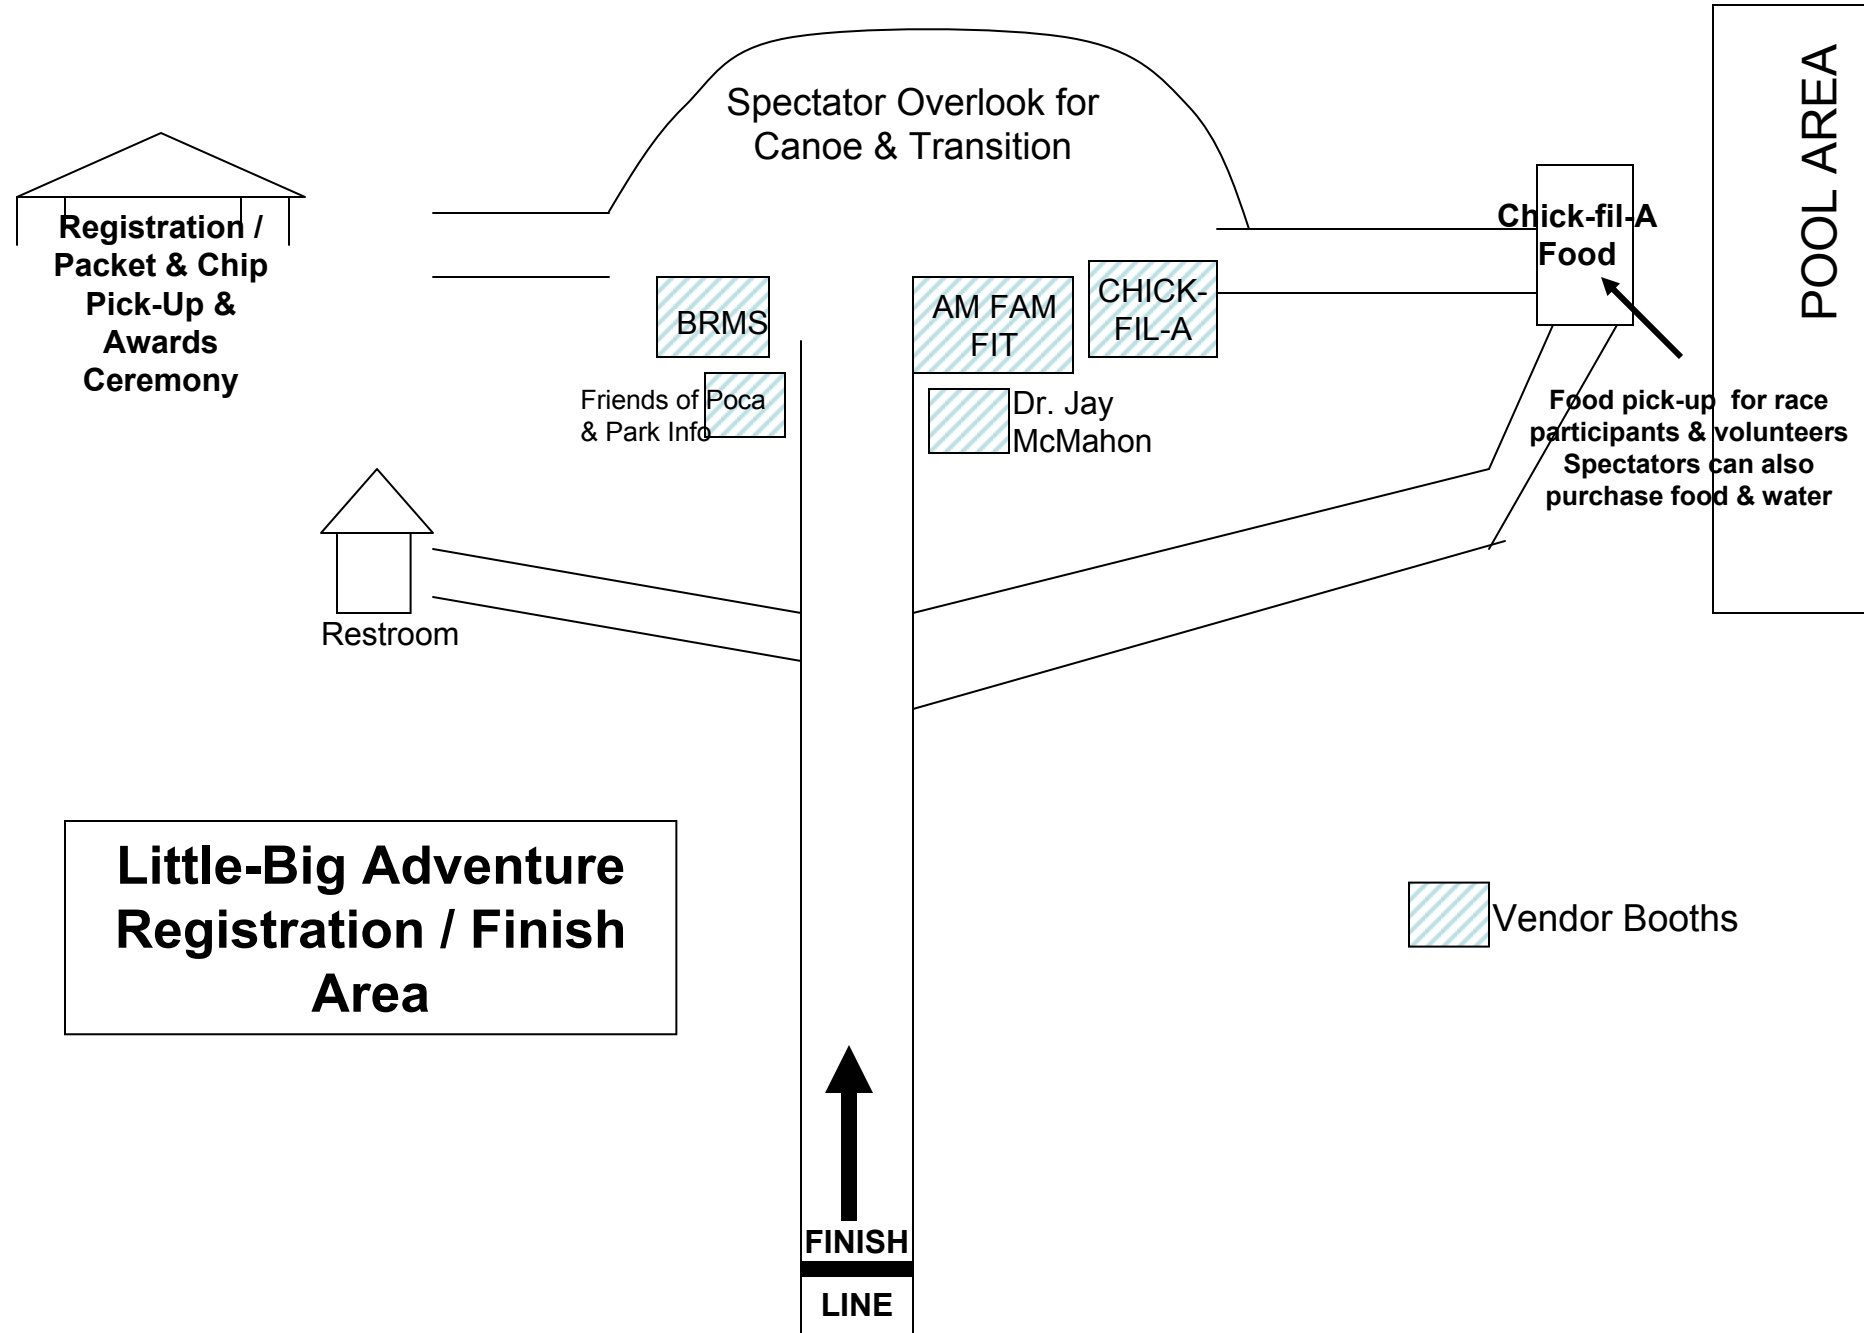 Spectator Overlook for
Canoe & Transition
POOL AREA
Registration /
Packet & Chip
Pick-Up &
Awards
Ceremony
Chick-fil-A
Food
BRMS
AM FAM
FIT
CHICK-
FIL-A
Friends of Poca
& Park Info
Dr. Jay
McMahon
Food pick-up  for race
participants & volunteers
Spectators can also
purchase food & water
Restroom
Little-Big Adventure
Registration / Finish
Area
Vendor Booths
FINISH
LINE